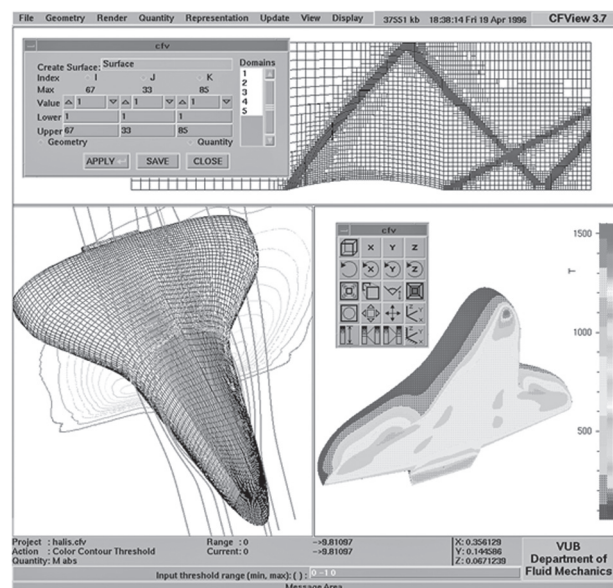 File Geometry Render Quantity Representation Update View Display 37551 kb 18:38:14 Fri 19 Apr 1996 CFView 3.7
cfv
Create Surface: Surface
Domains
Index I J K
Max 67 33 85
Value 1 1 1
Lower 1 1 1
Upper 67 33 85
Geometry Quantity
1
2
3
4
5
APPLY SAVE CLOSE
cfv
X Y Z
X Y Z
T
1500
1000
500
Project : halis.cfv Range : 0 -->9.81097 X: 0.356129
Action : Color Contour Threshold Current: 0 -->9.81097 Y: 0.144586
Quantity: M abs Z: 0.0671239
VUB
Department of
Fluid Mechanics
Input threshold range (min, max): ( ) : 0 -1 0
Message Area